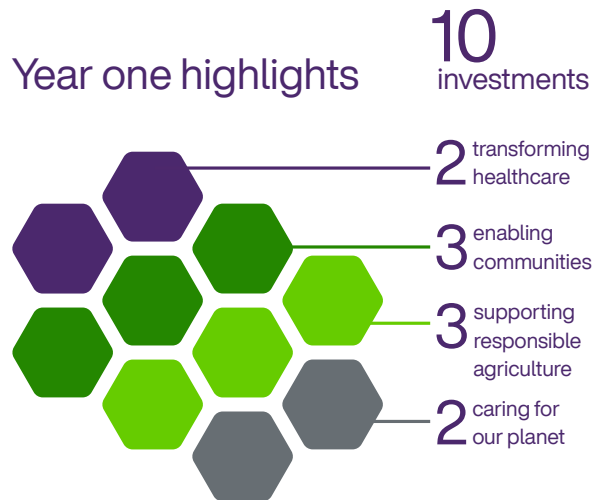 Year one highlights
10
investments
2 transforming
healthcare
3 enabling
communities
3 supporting
responsible
agriculture
2 caring for
our planet